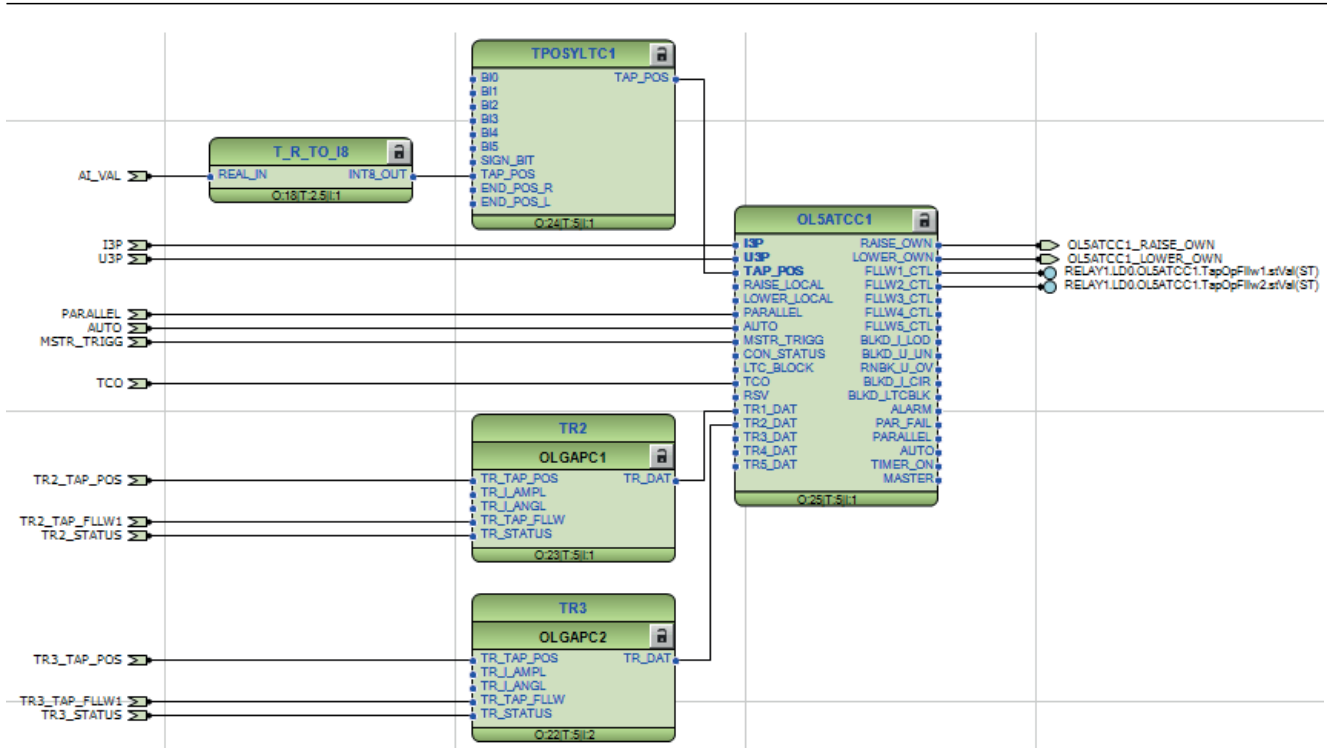 TPOSYLTC1
BI0 TAP_POS
BI1
BI2
BI3
BI4
BI5
SIGN_BIT
TAP_POS
END_POS_R
END_POS_L
O:24|T:5|I:1
T_R_TO_I8
AI_VAL REAL_IN INT8_OUT
O:18|T:2.5|I:1
OL5ATCC1
I3P I3P RAISE_OWN OL5ATCC1_RAISE_OWN
U3P U3P LOWER_OWN OL5ATCC1_LOWER_OWN
TAP_POS FLLW1_CTL RELAY1.LD0.OL5ATCC1.TapOpFllw1.stVal(ST)
RAISE_LOCAL FLLW2_CTL RELAY1.LD0.OL5ATCC1.TapOpFllw2.stVal(ST)
LOWER_LOCAL FLLW3_CTL
PARALLEL PARALLEL FLLW4_CTL
AUTO AUTO FLLW5_CTL
MSTR_TRIGG MSTR_TRIGG BLKD_I_LOD
CON_STATUS BLKD_U_UN
LTC_BLOCK RNBK_U_OV
TCO TCO BLKD_I_CIR
RSV BLKD_LTCBLK
TR1_DAT ALARM
TR2_DAT PAR_FAIL
TR3_DAT PARALLEL
TR4_DAT AUTO
TR5_DAT TIMER_ON
MASTER
O:25|T:5|I:1
TR2
OLGAPC1
TR2_TAP_POS TR_TAP_POS TR_DAT
TR_I_AMPL
TR_I_ANGL
TR2_TAP_FLLW1 TR_TAP_FLLW
TR2_STATUS TR_STATUS
O:23|T:5|I:1
TR3
OLGAPC2
TR3_TAP_POS TR_TAP_POS TR_DAT
TR_I_AMPL
TR_I_ANGL
TR3_TAP_FLLW1 TR_TAP_FLLW
TR3_STATUS TR_STATUS
O:22|T:5|I:2